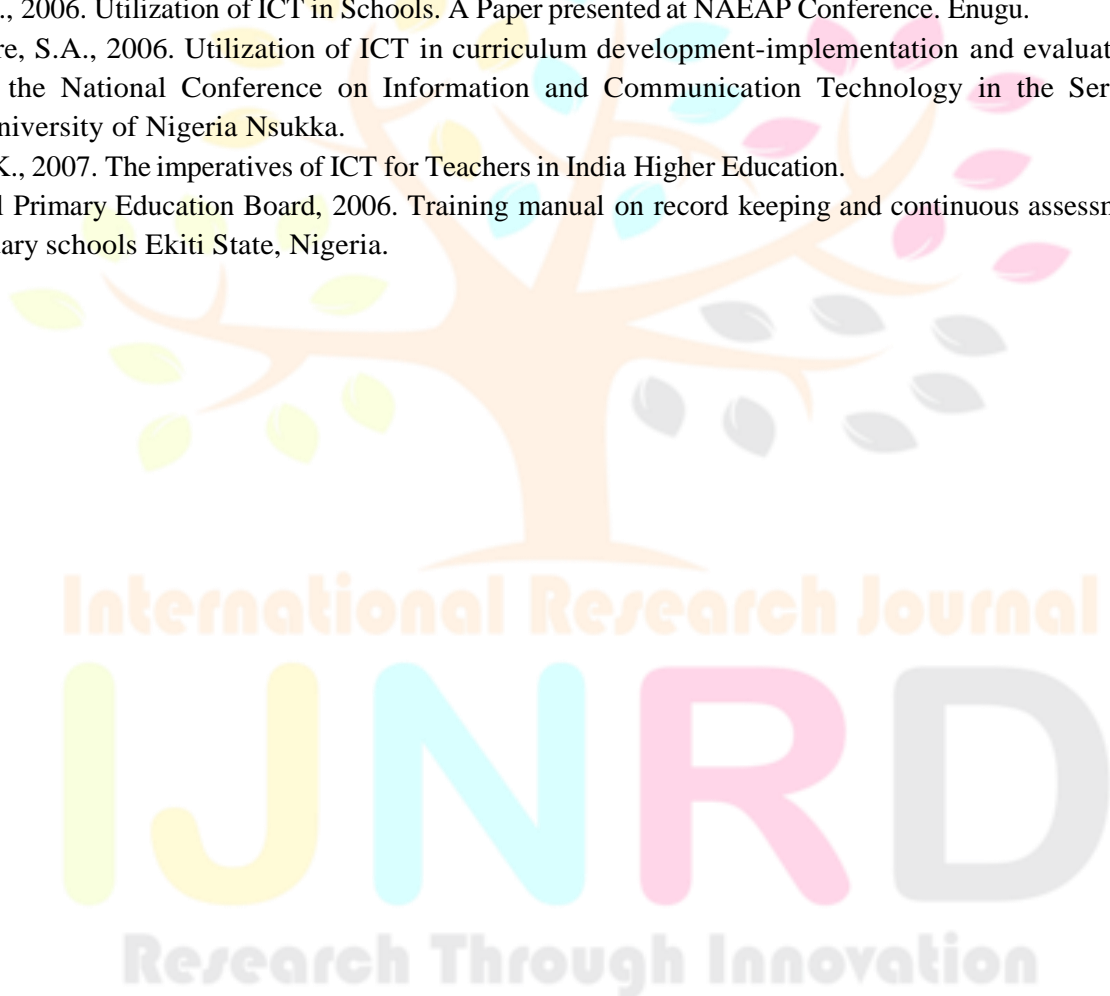 ., 2006. Utilization of ICT in Schools. A Paper presented at NAEAP Conference. Enugu.
re, S.A., 2006. Utilization of ICT in curriculum development-implementation and evaluat
the National Conference on Information and Communication Technology in the Ser
niversity of Nigeria Nsukka.
K., 2007. The imperatives of ICT for Teachers in India Higher Education.
l Primary Education Board, 2006. Training manual on record keeping and continuous assessm
ary schools Ekiti State, Nigeria.
International Research Journal
IJNRD
Research Through Innovation